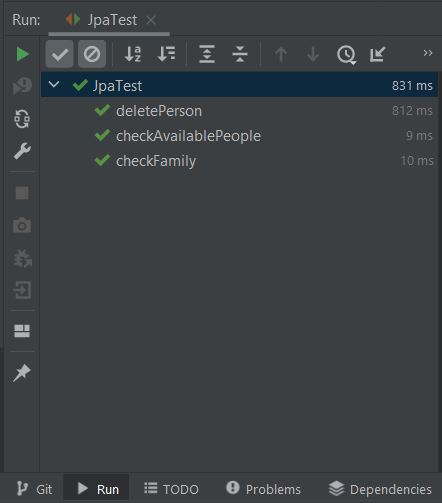 Run: JpaTest
JpaTest 831 ms
deletePerson 812 ms
checkAvailablePeople 9 ms
checkFamily 10 ms
Git Run TODO Problems Dependencies